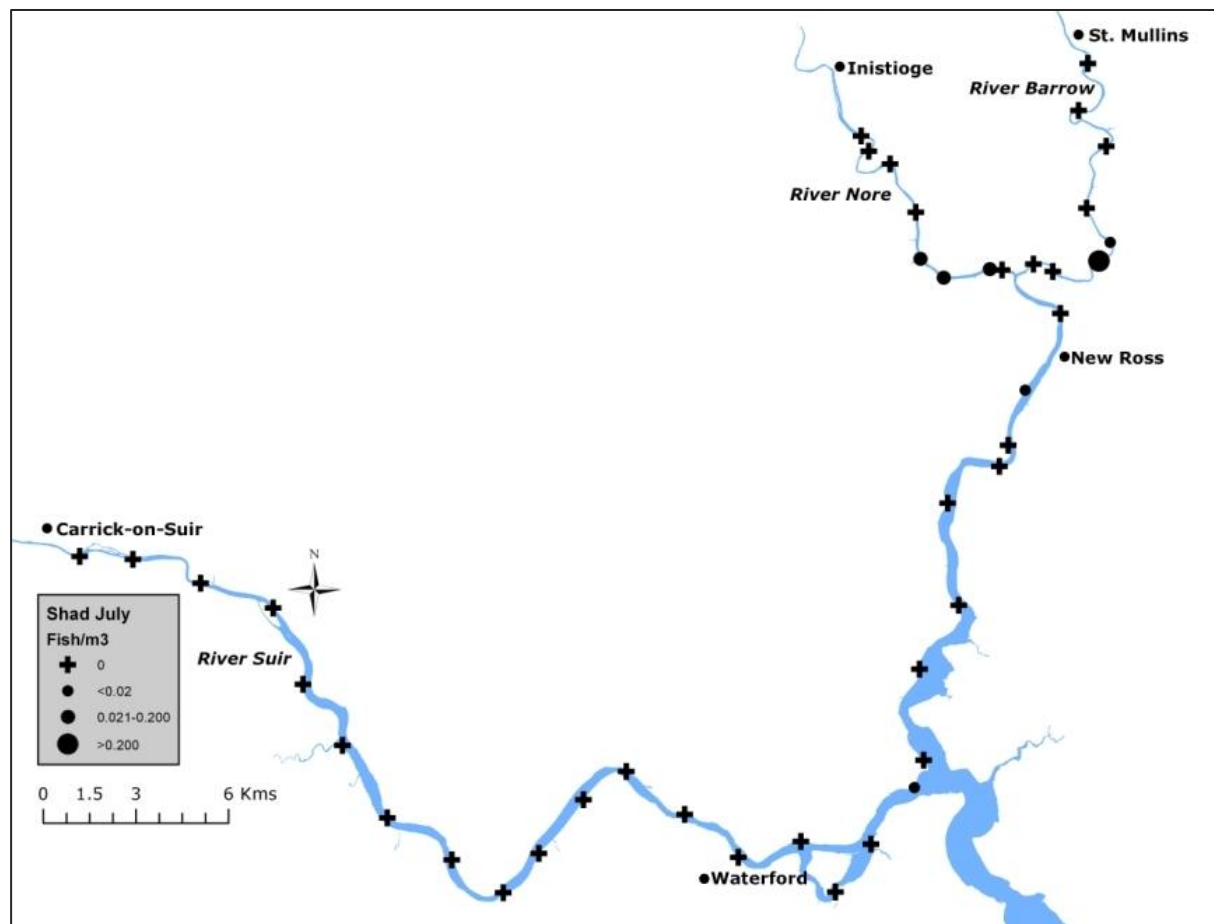 St. Mullins
Inistioge
River Barrow
River Nore
New Ross
Carrick-on-Suir
N
Shad July
Fish/m3
0
<0.02
0.021-0.200
>0.200
River Suir
0 1.5 3 6 Kms
Waterford